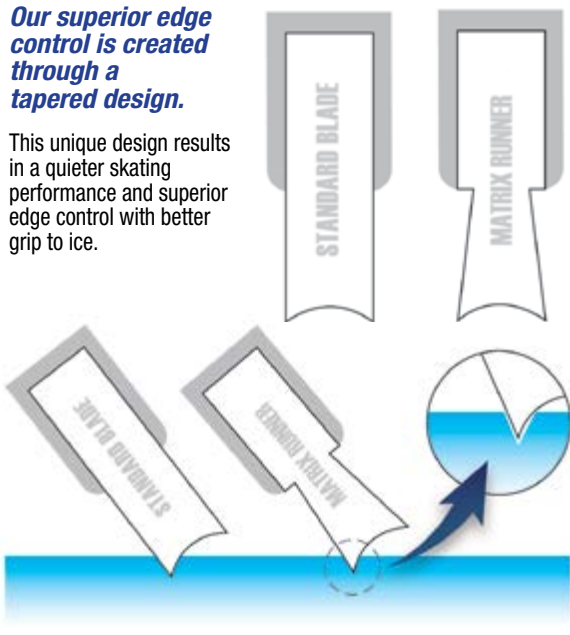 Our superior edge
control is created
through a
tapered design.
This unique design results
in a quieter skating
performance and superior
edge control with better
grip to ice.
STANDARD BLADE
MATRIX RUNNER
STANDARD BLADE
MATRIX RUNNER